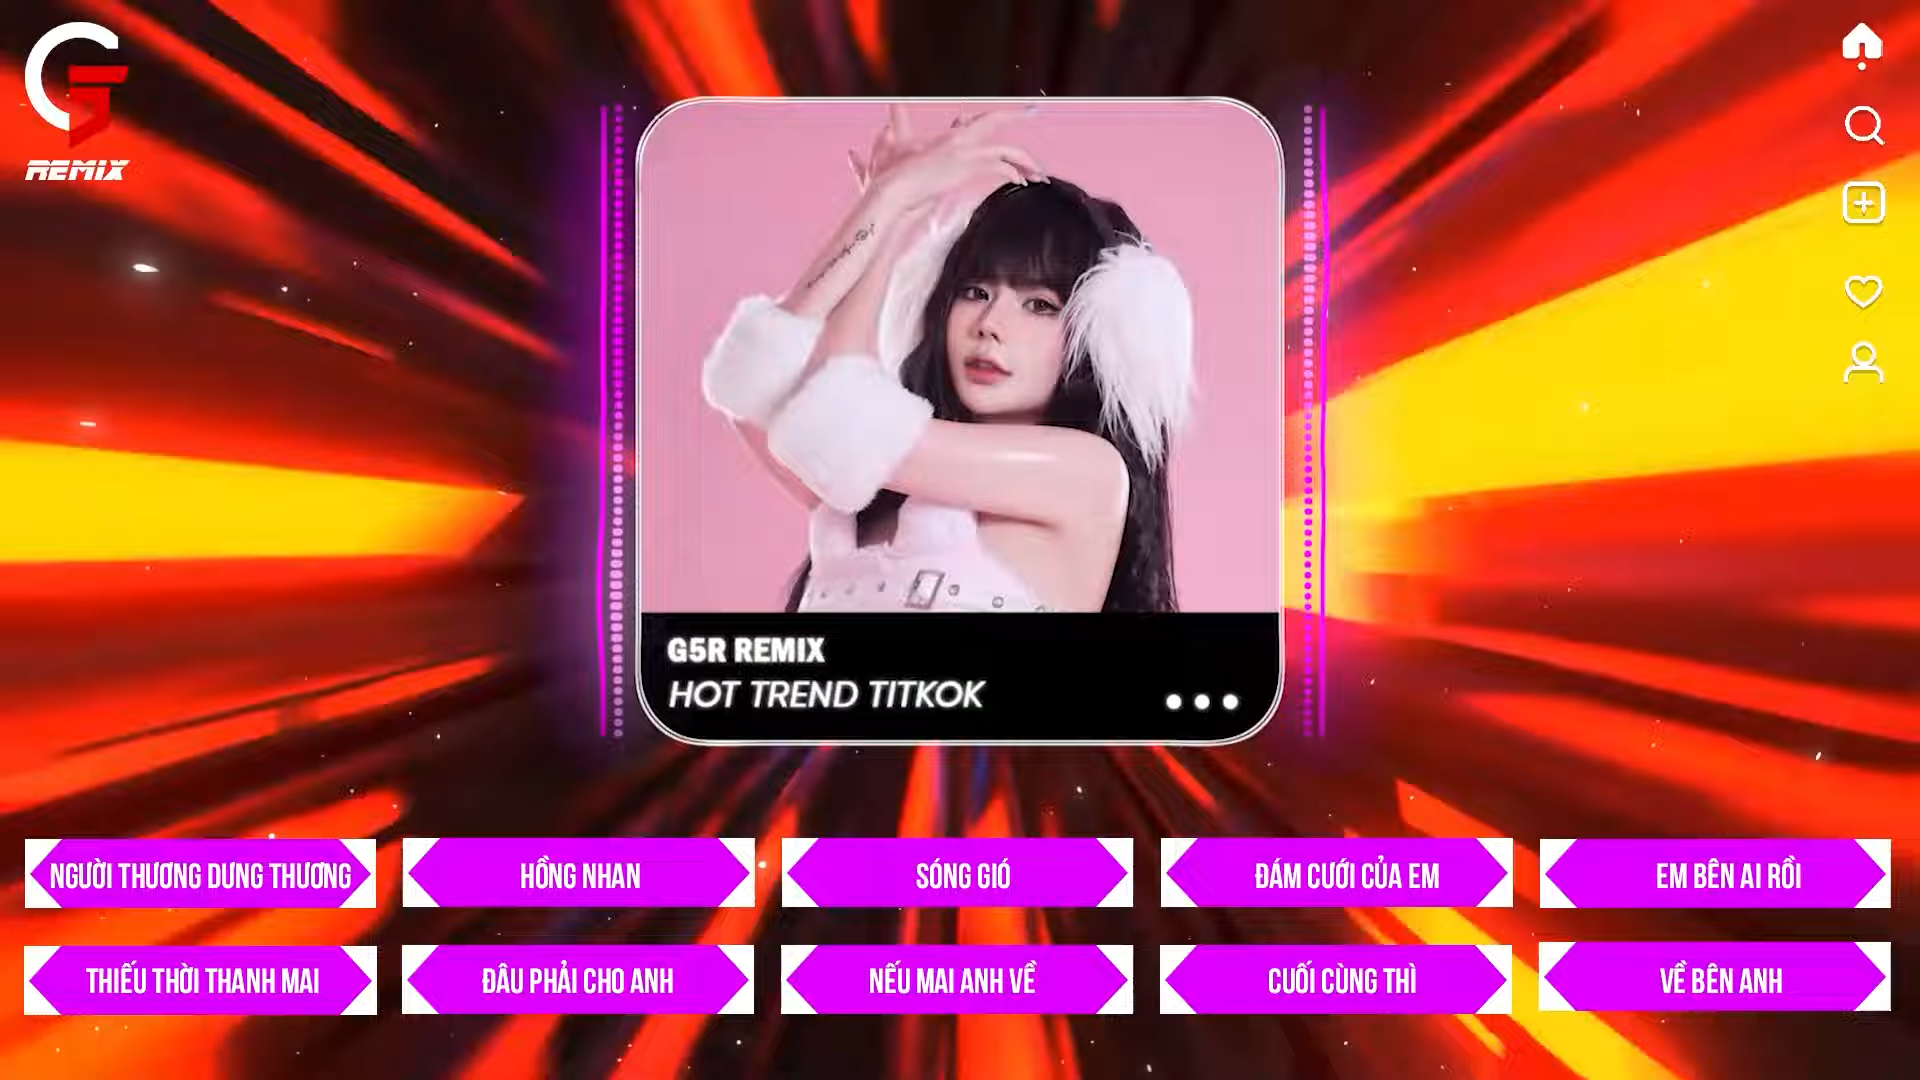 REMIX
G5R REMIX
HOT TREND TITKOK
NGƯỜI THƯƠNG DƯNG THƯƠNG
HỒNG NHAN
SÓNG GIÓ
ĐÁM CƯỚI CỦA EM
EM BÊN AI RỒI
THIẾU THỜI THANH MAI
ĐÂU PHẢI CHO ANH
NẾU MAI ANH VỀ
CUỐI CÙNG THÌ
VỀ BÊN ANH